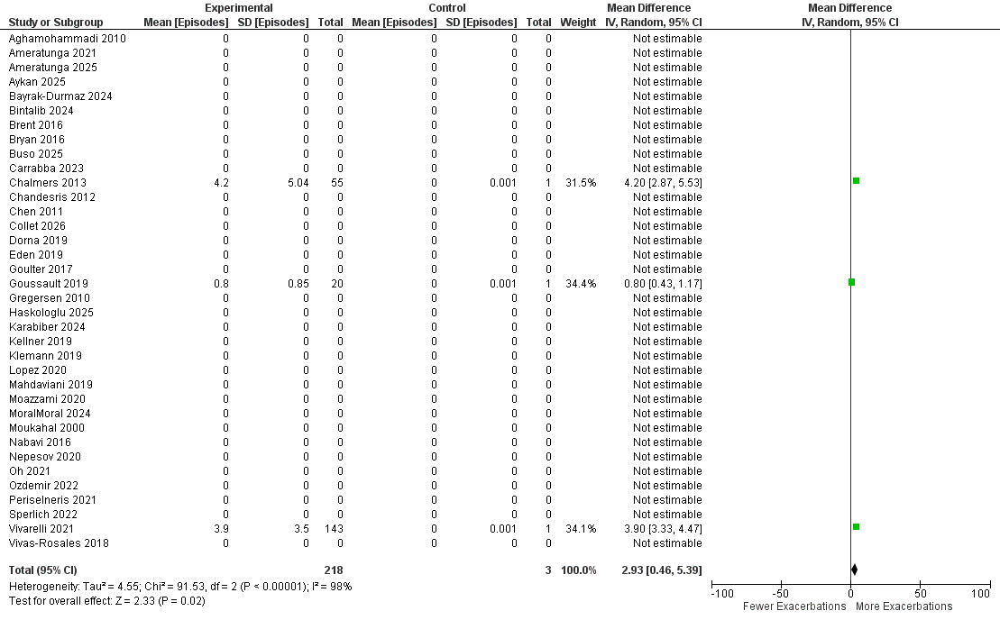 Experimental Control Mean Difference Mean Difference
Study or Subgroup Mean [Episodes] SD [Episodes] Total Mean [Episodes] SD [Episodes] Total Weight IV, Random, 95% CI IV, Random, 95% CI
Aghamohammadi 2010 0 0 0 0 0 0 Not estimable
Ameratunga 2021 0 0 0 0 0 0 Not estimable
Ameratunga 2025 0 0 0 0 0 0 Not estimable
Aykan 2025 0 0 0 0 0 0 Not estimable
Bayrak-Durmaz 2024 0 0 0 0 0 0 Not estimable
Bintalib 2024 0 0 0 0 0 0 Not estimable
Brent 2016 0 0 0 0 0 0 Not estimable
Bryan 2016 0 0 0 0 0 0 Not estimable
Buso 2025 0 0 0 0 0 0 Not estimable
Carrabba 2023 0 0 0 0 0 0 Not estimable
Chalmers 2013 4.2 5.04 55 0 0.001 1 31.5% 4.20 [2.87, 5.53]
Chandesris 2012 0 0 0 0 0 0 Not estimable
Chen 2011 0 0 0 0 0 0 Not estimable
Collet 2026 0 0 0 0 0 0 Not estimable
Dorna 2019 0 0 0 0 0 0 Not estimable
Eden 2019 0 0 0 0 0 0 Not estimable
Goulter 2017 0 0 0 0 0 0 Not estimable
Goussault 2019 0.8 0.85 20 0 0.001 1 34.4% 0.80 [0.43, 1.17]
Gregersen 2010 0 0 0 0 0 0 Not estimable
Haskologlu 2025 0 0 0 0 0 0 Not estimable
Karabiber 2024 0 0 0 0 0 0 Not estimable
Kellner 2019 0 0 0 0 0 0 Not estimable
Klemann 2019 0 0 0 0 0 0 Not estimable
Lopez 2020 0 0 0 0 0 0 Not estimable
Mahdaviani 2019 0 0 0 0 0 0 Not estimable
Moazzami 2020 0 0 0 0 0 0 Not estimable
MoralMoral 2024 0 0 0 0 0 0 Not estimable
Moukahal 2000 0 0 0 0 0 0 Not estimable
Nabavi 2016 0 0 0 0 0 0 Not estimable
Nepesov 2020 0 0 0 0 0 0 Not estimable
Oh 2021 0 0 0 0 0 0 Not estimable
Ozdemir 2022 0 0 0 0 0 0 Not estimable
Periselneris 2021 0 0 0 0 0 0 Not estimable
Sperlich 2022 0 0 0 0 0 0 Not estimable
Vivarelli 2021 3.9 3.5 143 0 0.001 1 34.1% 3.90 [3.33, 4.47]
Vivas-Rosales 2018 0 0 0 0 0 0 Not estimable
Total (95% CI) 218 3 100.0% 2.93 [0.46, 5.39]
Heterogeneity: Tau² = 4.55; Chi² = 91.53, df = 2 (P < 0.00001); I² = 98%
Test for overall effect: Z = 2.33 (P = 0.02)
-100 -50 0 50 100
Fewer Exacerbations More Exacerbations